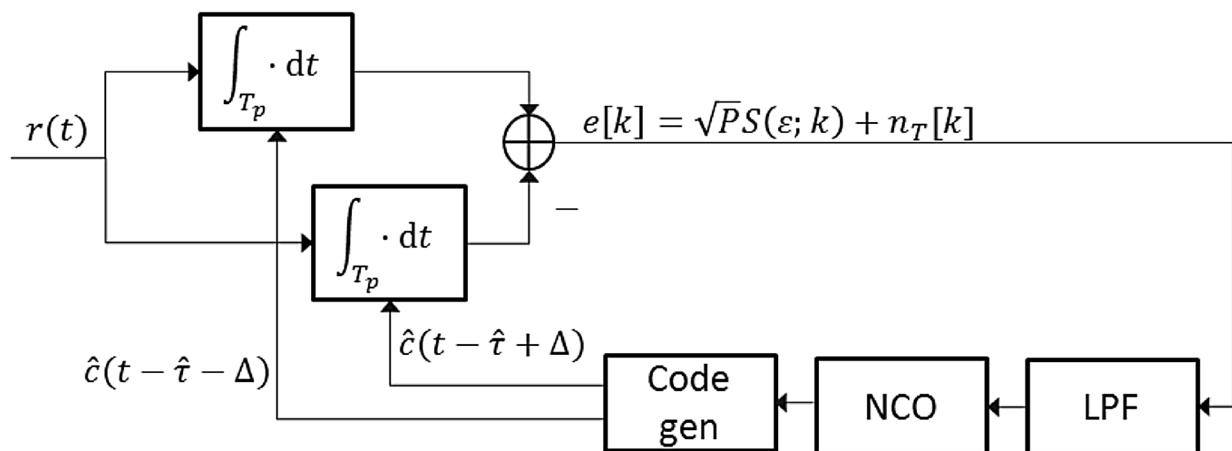 ∫_{T_p} · dt
r(t)
e[k] = √P S(ε; k) + n_T[k]
−
∫_{T_p} · dt
ĉ(t − τ̂ + Δ)
ĉ(t − τ̂ − Δ)
Code
gen
NCO
LPF